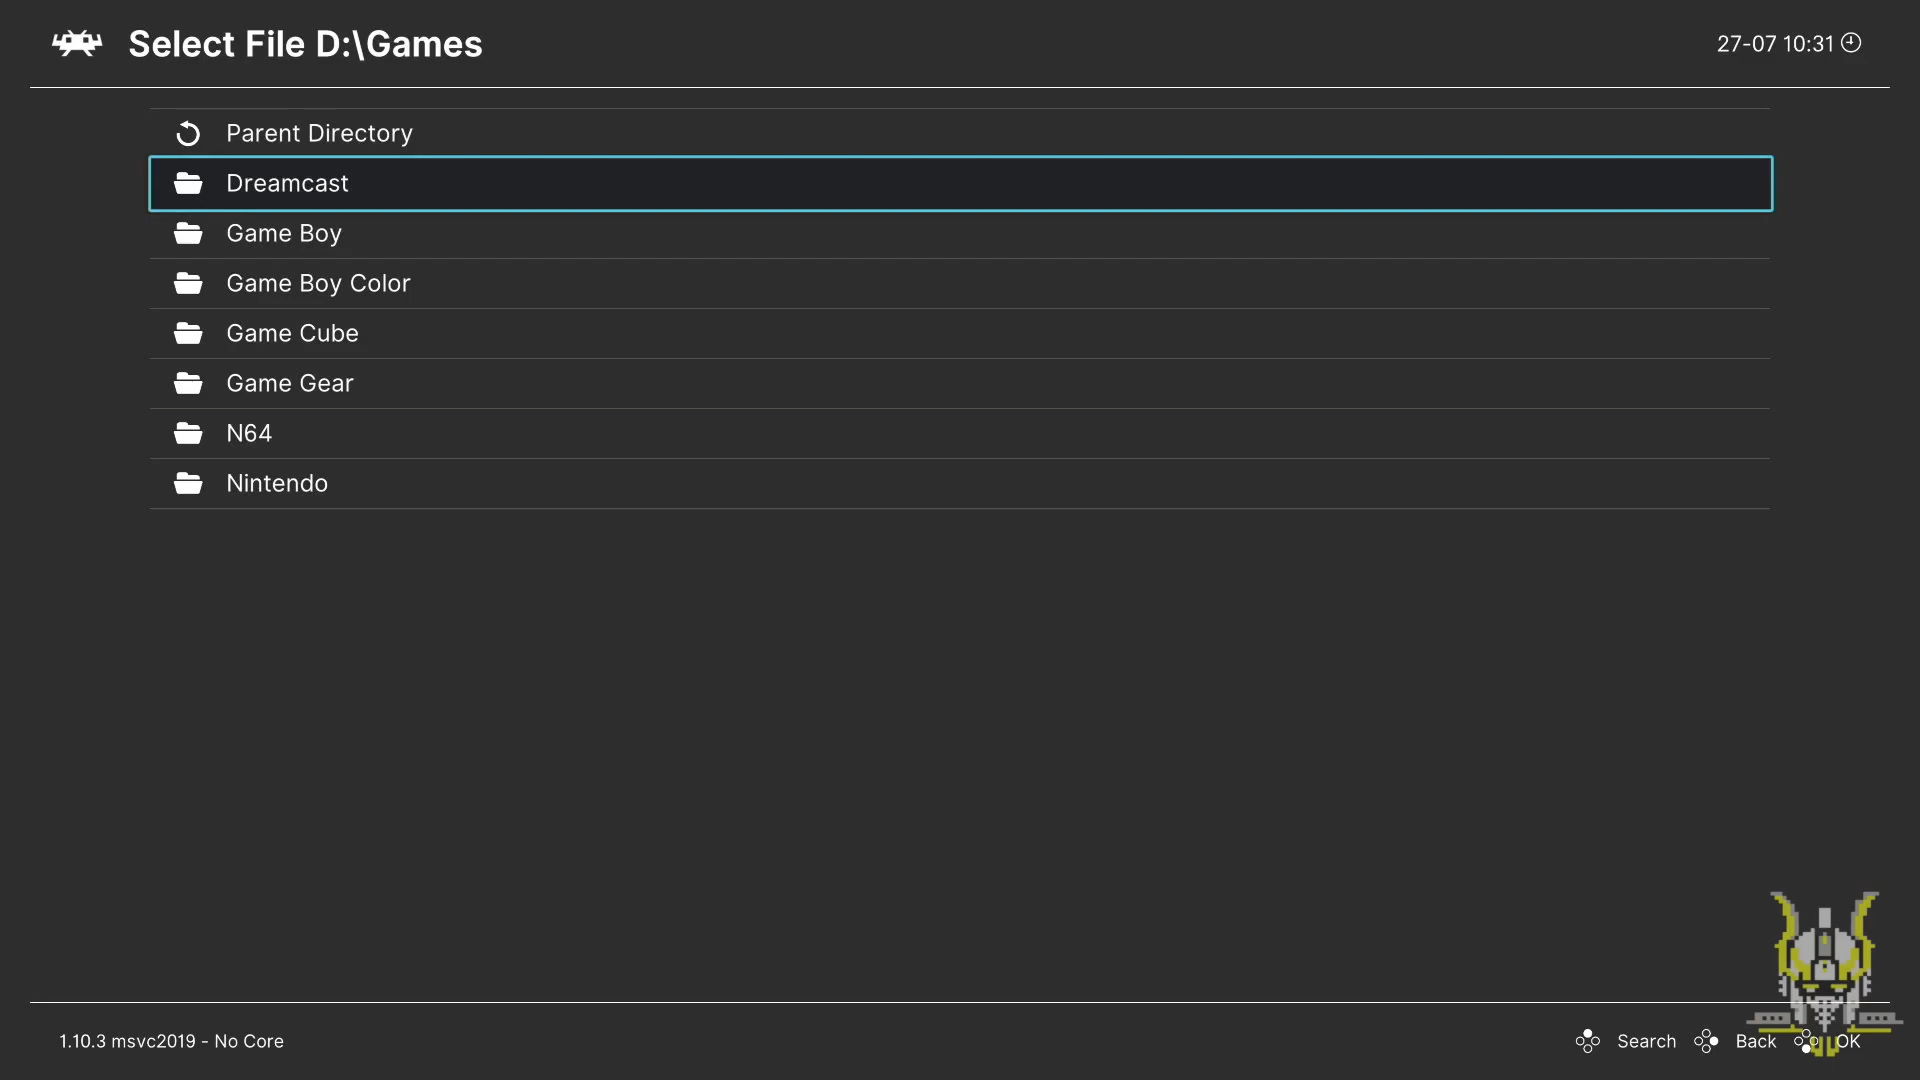 Select File D:\Games
27-07 10:31
Parent Directory
Dreamcast
Game Boy
Game Boy Color
Game Cube
Game Gear
N64
Nintendo
1.10.3 msvc2019 - No Core
Search Back OK